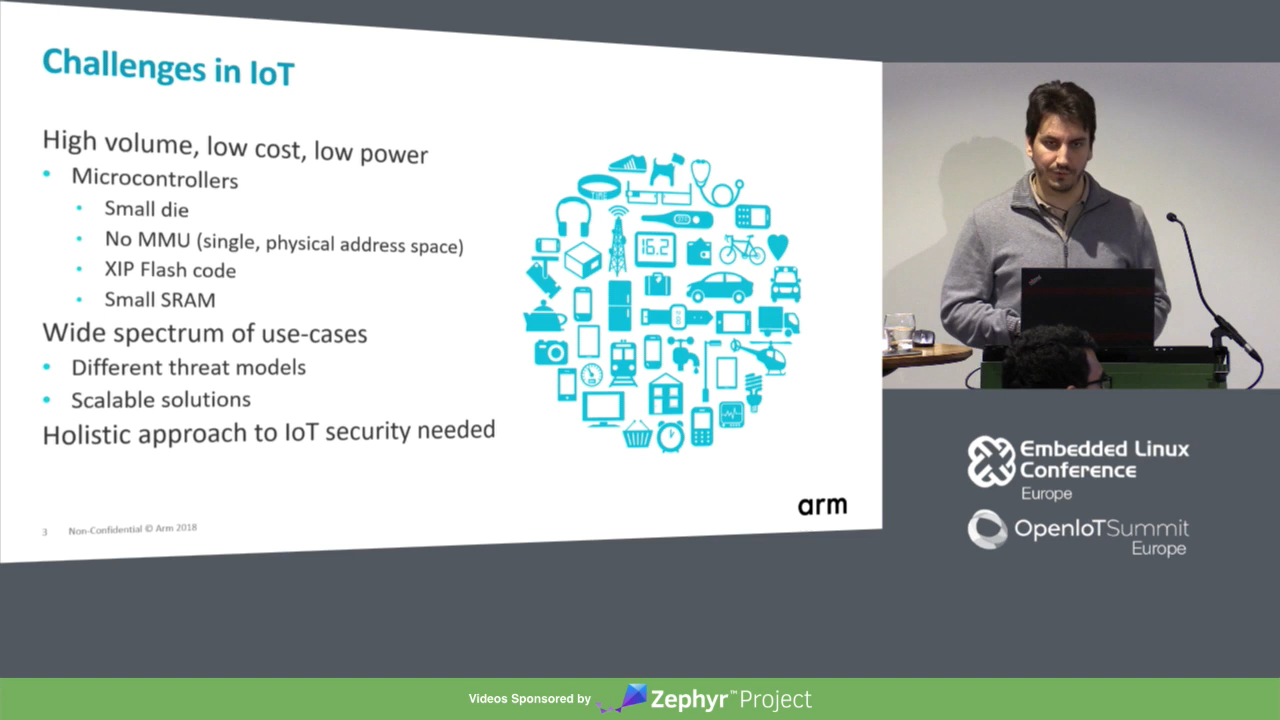 Challenges in IoT
High volume, low cost, low power
• Microcontrollers
• Small die
• No MMU (single, physical address space)
• XIP Flash code
• Small SRAM
Wide spectrum of use-cases
• Different threat models
• Scalable solutions
Holistic approach to IoT security needed
TIME
16.2
arm
3 Non-Confidential © Arm 2018
Embedded Linux
Conference
Europe
OpenIoTSummit
Europe
Videos Sponsored by Zephyr™Project